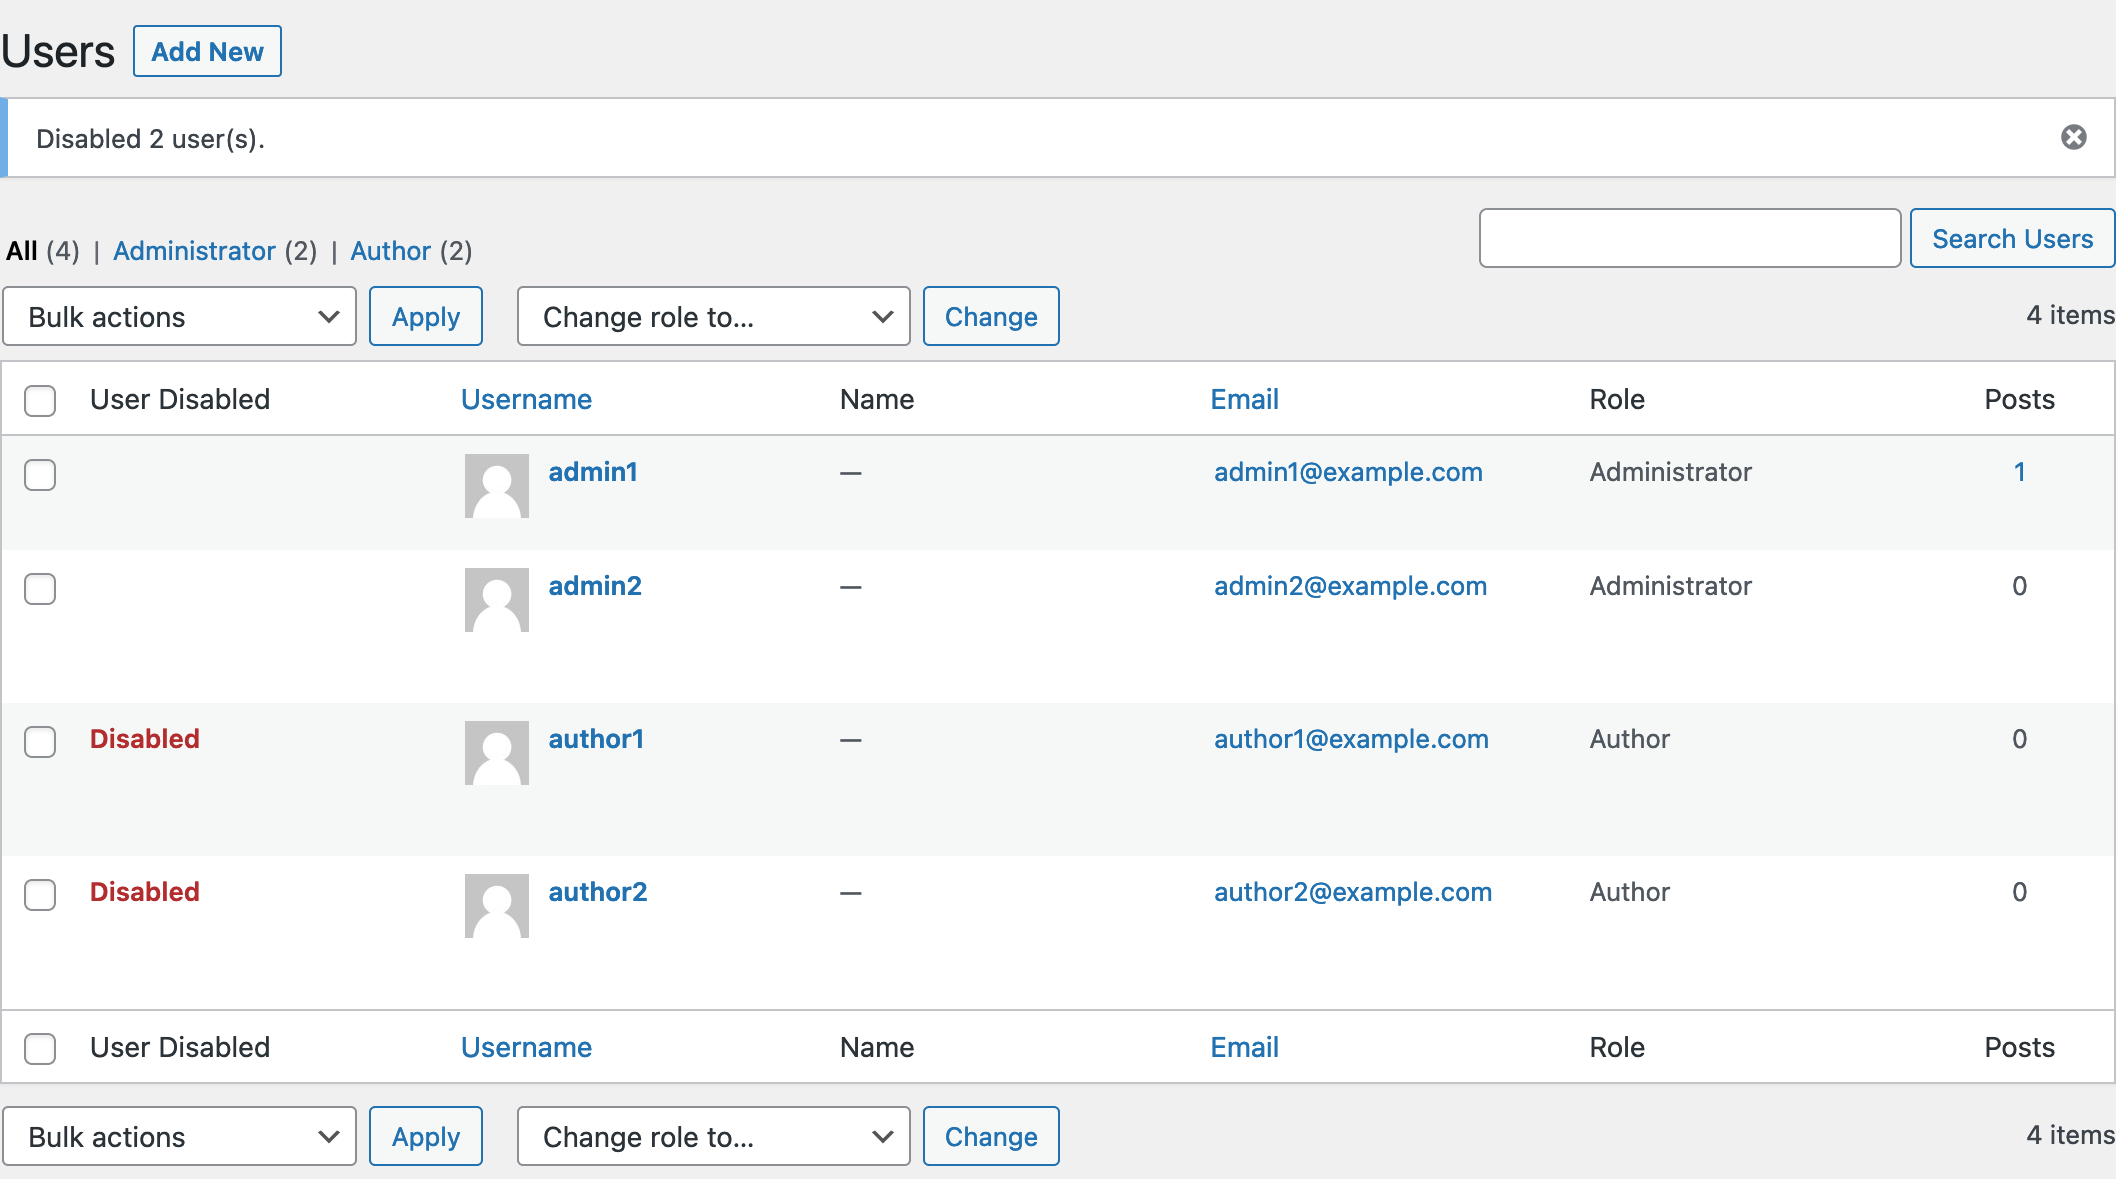 Users Add New
Disabled 2 user(s).
All (4) | Administrator (2) | Author (2) Search Users
Bulk actions Apply Change role to... Change 4 items
User Disabled Username Name Email Role Posts
admin1 — admin1@example.com Administrator 1
admin2 — admin2@example.com Administrator 0
Disabled author1 — author1@example.com Author 0
Disabled author2 — author2@example.com Author 0
User Disabled Username Name Email Role Posts
Bulk actions Apply Change role to... Change 4 items